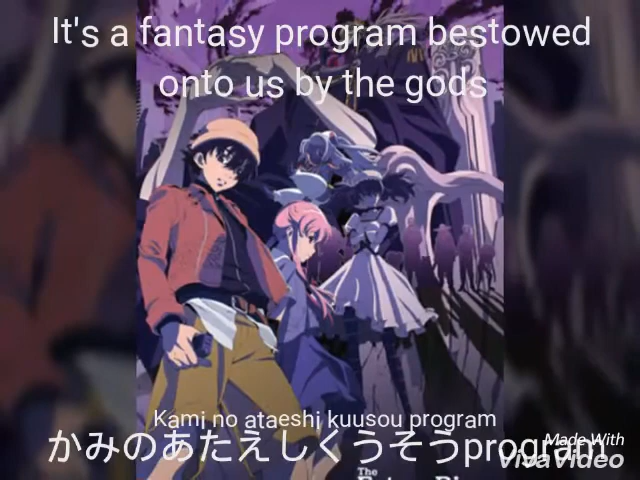 It's a fantasy program bestowed
onto us by the gods
Kami no ataeshi kuusou program
かみのあたえしくうそうprogram
Made With
VivaVideo
The